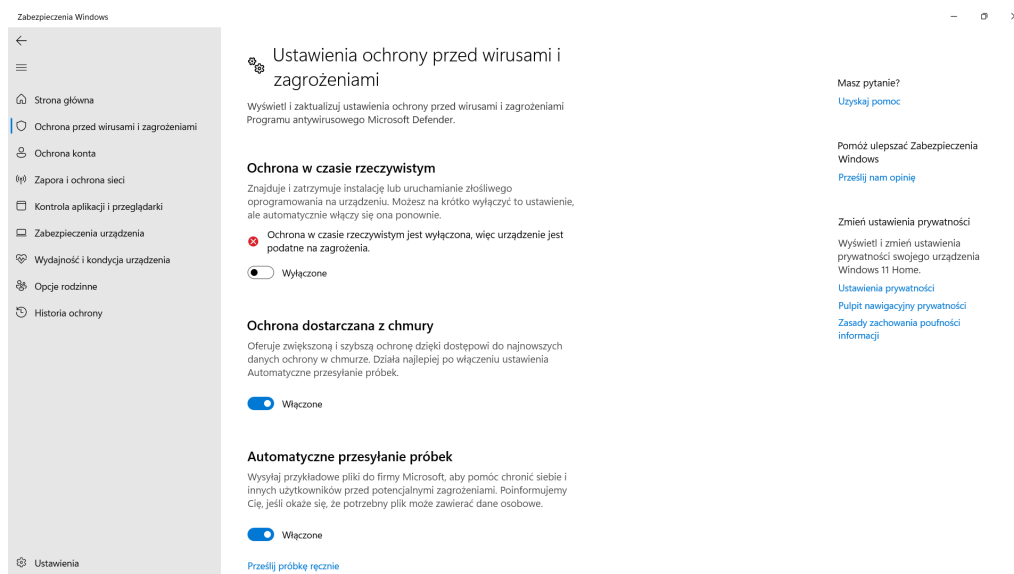 Zabezpieczenia Windows
Strona główna
Ochrona przed wirusami i zagrożeniami
Ochrona konta
Zapora i ochrona sieci
Kontrola aplikacji i przeglądarki
Zabezpieczenia urządzenia
Wydajność i kondycja urządzenia
Opcje rodzinne
Historia ochrony
Ustawienia
Ustawienia ochrony przed wirusami i
zagrożeniami
Wyświetl i zaktualizuj ustawienia ochrony przed wirusami i zagrożeniami
Programu antywirusowego Microsoft Defender.
Ochrona w czasie rzeczywistym
Znajduje i zatrzymuje instalację lub uruchamianie złośliwego
oprogramowania na urządzeniu. Możesz na krótko wyłączyć to ustawienie,
ale automatycznie włączy się ona ponownie.
Ochrona w czasie rzeczywistym jest wyłączona, więc urządzenie jest
podatne na zagrożenia.
Wyłączone
Ochrona dostarczana z chmury
Oferuje zwiększoną i szybszą ochronę dzięki dostępowi do najnowszych
danych ochrony w chmurze. Działa najlepiej po włączeniu ustawienia
Automatyczne przesyłanie próbek.
Włączone
Automatyczne przesyłanie próbek
Wysyłaj przykładowe pliki do firmy Microsoft, aby pomóc chronić siebie i
innych użytkowników przed potencjalnymi zagrożeniami. Poinformujemy
Cię, jeśli okaże się, że potrzebny plik może zawierać dane osobowe.
Włączone
Prześlij próbkę ręcznie
Masz pytanie?
Uzyskaj pomoc
Pomóż ulepszać Zabezpieczenia
Windows
Prześlij nam opinię
Zmień ustawienia prywatności
Wyświetl i zmień ustawienia
prywatności swojego urządzenia
Windows 11 Home.
Ustawienia prywatności
Pulpit nawigacyjny prywatności
Zasady zachowania poufności
informacji